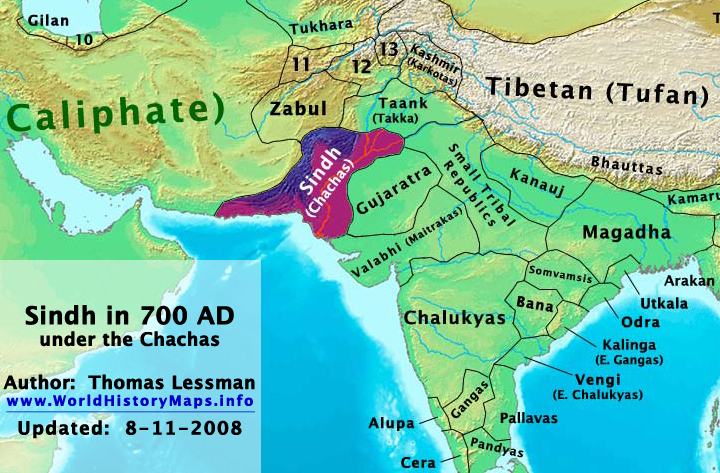 Gilan
10
Tukhara
11
12
13
Kashmir
(Karkotas)
Tibetan (Tufan)
Caliphate)
Zabul
Taank
(Takka)
Sindh
(Chachas)
Gujaratra
Small Tribal
Republics
Bhauttas
Kanauj
Kamaru
Valabhi (Maitrakas)
Magadha
Somvamsis
Arakan
Utkala
Bana
Odra
Chalukyas
Kalinga
(E. Gangas)
Vengi
(E. Chalukyas)
Gangas
Alupa
Pallavas
Pandyas
Cera
Sindh in 700 AD
under the Chachas
Author: Thomas Lessman
www.WorldHistoryMaps.info
Updated: 8-11-2008